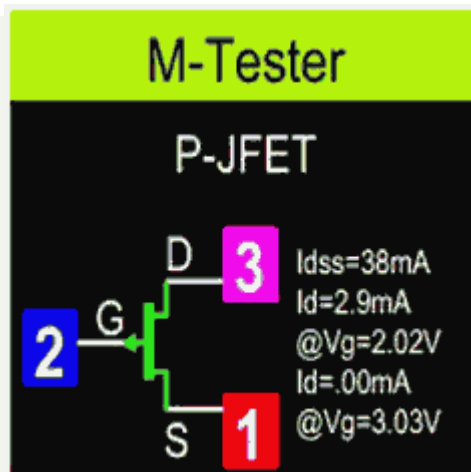 M-Tester
P-JFET
D
3
Idss=38mA
Id=2.9mA
2
G
@Vg=2.02V
Id=.00mA
S
1
@Vg=3.03V